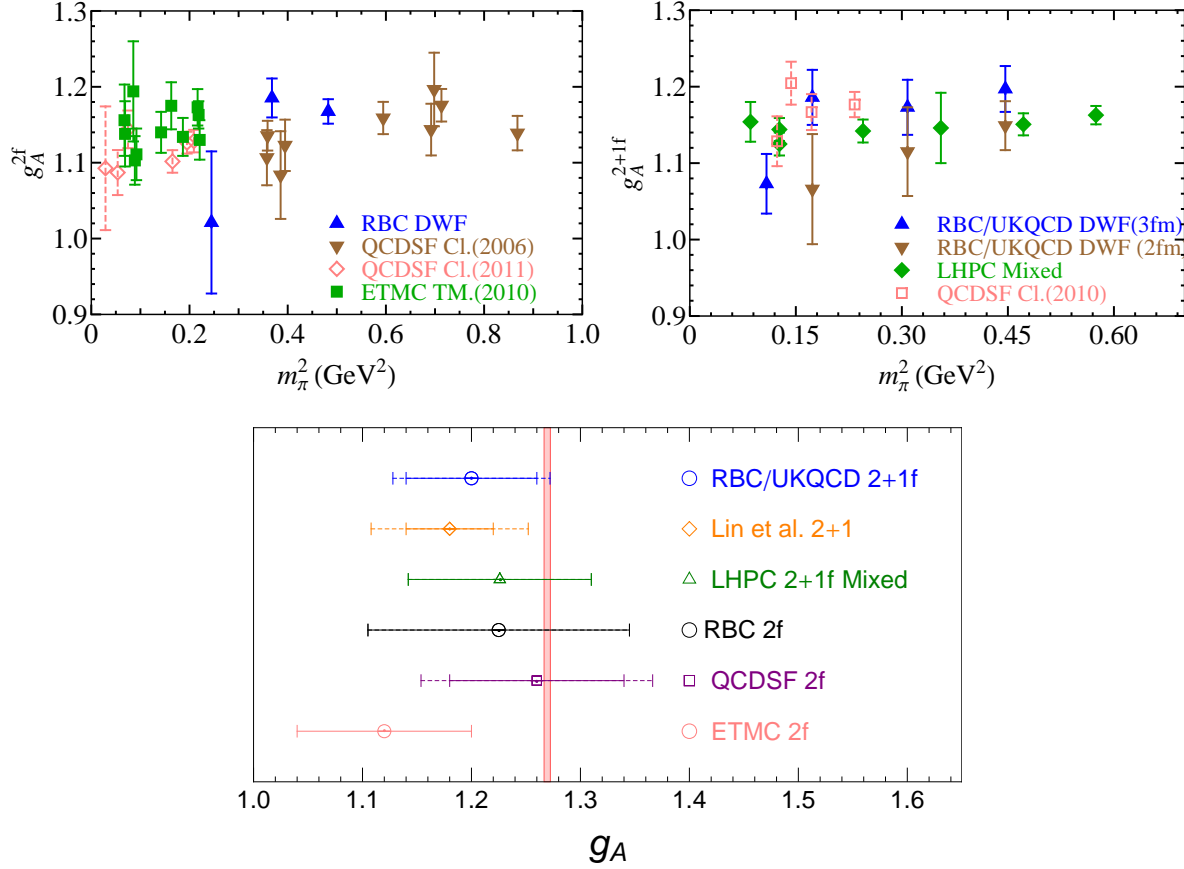 1.3
1.2
1.1
1.0
0.9
g_A^{2f}
RBC DWF
QCDSF Cl.(2006)
QCDSF Cl.(2011)
ETMC TM.(2010)
0 0.2 0.4 0.6 0.8 1.0
m_π^2 (GeV^2)
1.3
1.2
1.1
1.0
0.9
g_A^{2+1f}
RBC/UKQCD DWF(3fm)
RBC/UKQCD DWF (2fm)
LHPC Mixed
QCDSF Cl.(2010)
0 0.15 0.30 0.45 0.60
m_π^2 (GeV^2)
RBC/UKQCD 2+1f
Lin et al. 2+1
LHPC 2+1f Mixed
RBC 2f
QCDSF 2f
ETMC 2f
1.0 1.1 1.2 1.3 1.4 1.5 1.6
g_A